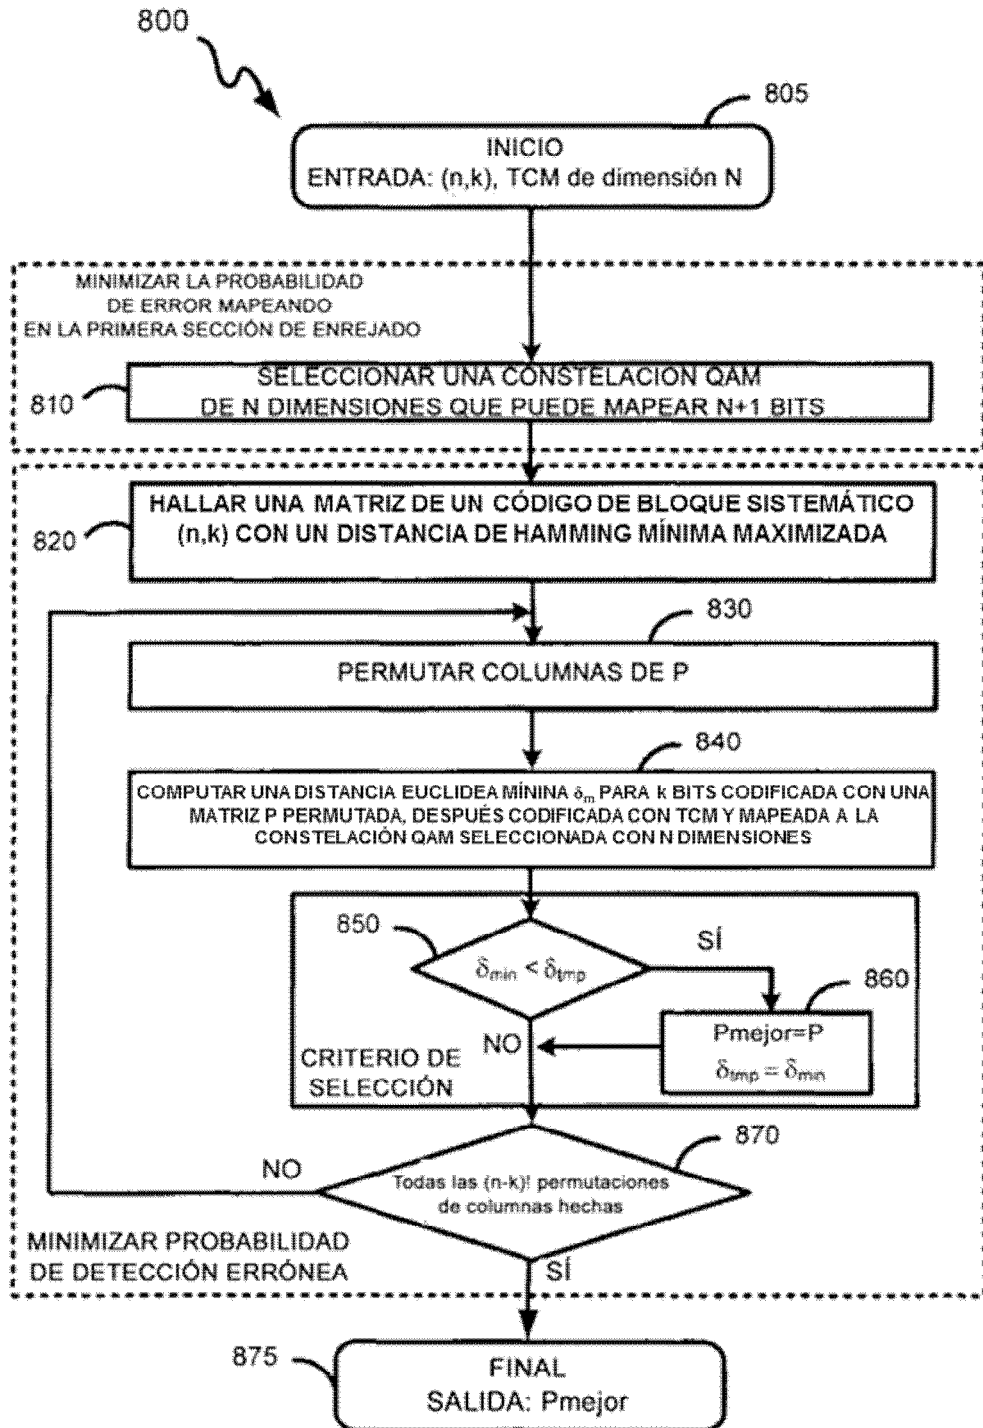 800
805
INICIO
ENTRADA: (n,k), TCM de dimensión N
MINIMIZAR LA PROBABILIDAD
DE ERROR MAPEANDO
EN LA PRIMERA SECCIÓN DE ENREJADO
810
SELECCIONAR UNA CONSTELACION QAM
DE N DIMENSIONES QUE PUEDE MAPEAR N+1 BITS
820
HALLAR UNA MATRIZ DE UN CÓDIGO DE BLOQUE SISTEMÁTICO
(n,k) CON UN DISTANCIA DE HAMMING MÍNIMA MAXIMIZADA
830
PERMUTAR COLUMNAS DE P
840
COMPUTAR UNA DISTANCIA EUCLIDEA MÍNINA δm PARA k BITS CODIFICADA CON UNA
MATRIZ P PERMUTADA, DESPUÉS CODIFICADA CON TCM Y MAPEADA A LA
CONSTELACIÓN QAM SELECCIONADA CON N DIMENSIONES
850
δmin < δtmp
SÍ
860
Pmejor=P
δtmp = δmin
NO
CRITERIO DE
SELECCIÓN
870
NO
Todas las (n-k)! permutaciones
de columnas hechas
MINIMIZAR PROBABILIDAD
DE DETECCIÓN ERRÓNEA
SÍ
875
FINAL
SALIDA: Pmejor